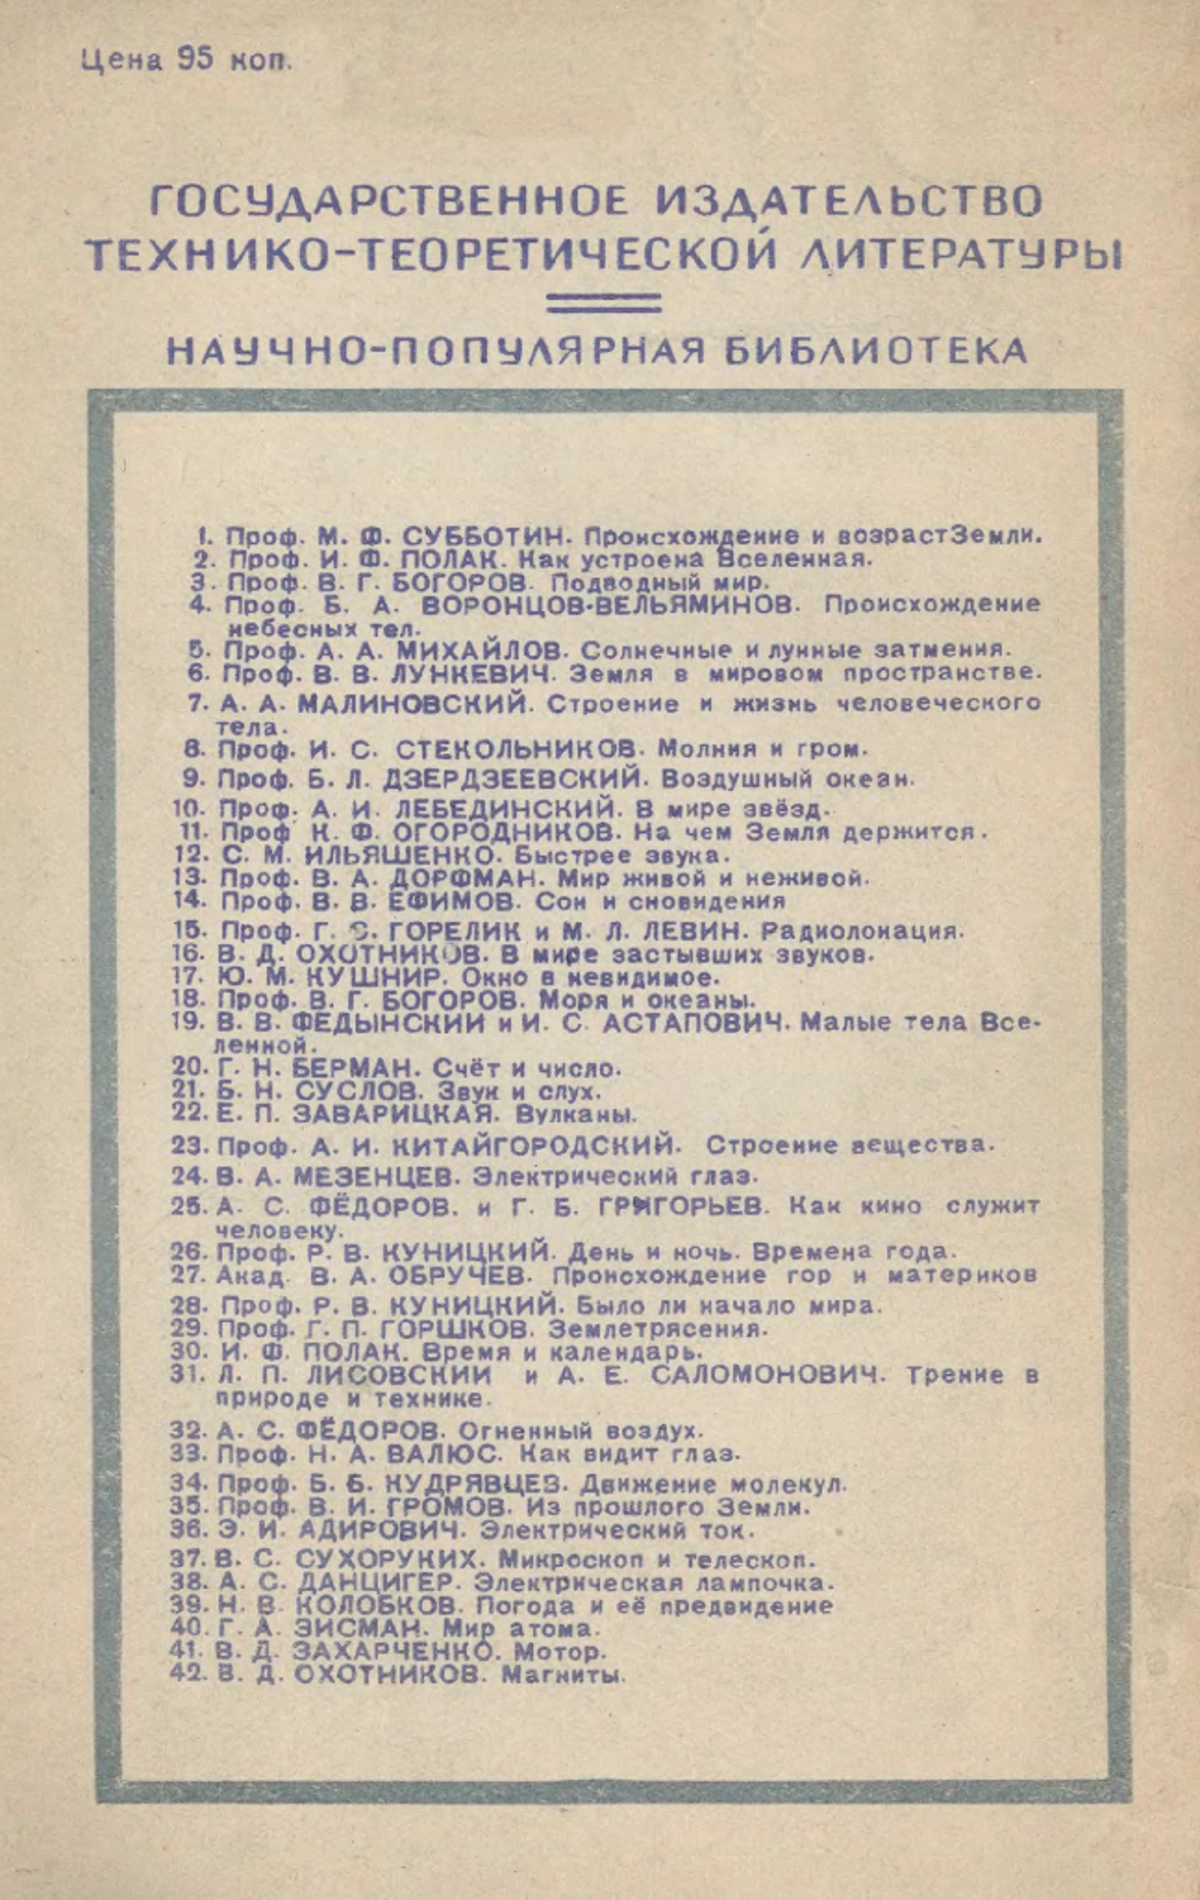 Цена 95 коп.
ГОСУДАРСТВЕННОЕ ИЗДАТЕЛЬСТВО
ТЕХНИКО-ТЕОРЕТИЧЕСКОЙ ЛИТЕРАТУРЫ
НАУЧНО-ПОПУЛЯРНАЯ БИБЛИОТЕКА
1. Проф. М. Ф. СУББОТИН. Происхождение и возраст Земли.
2. Проф. И. Ф. ПОЛАК. Как устроена Вселенная.
3. Проф. В. Г. БОГОРОВ. Подводный мир.
4. Проф. Б. А. ВОРОНЦОВ-ВЕЛЬЯМИНОВ. Происхождение
небесных тел.
5. Проф. А. А. МИХАЙЛОВ. Солнечные и лунные затмения.
6. Проф. В. В. ЛУНКЕВИЧ. Земля в мировом пространстве.
7. А. А. МАЛИНОВСКИЙ. Строение и жизнь человеческого
тела.
8. Проф. И. С. СТЕКОЛЬНИКОВ. Молния и гром.
9. Проф. Б. Л. ДЗЕРДЗЕЕВСКИЙ. Воздушный океан.
10. Проф. А. И. ЛЕБЕДИНСКИЙ. В мире звёзд.
11. Проф. К. Ф. ОГОРОДНИКОВ. На чем Земля держится.
12. С. М. ИЛЬЯШЕНКО. Быстрее звука.
13. Проф. В. А. ДОРФМАН. Мир живой и неживой.
14. Проф. В. В. ЕФИМОВ. Сон и сновидения
15. Проф. Г. С. ГОРЕЛИК и М. Л. ЛЕВИН. Радиолокация.
16. В. Д. ОХОТНИКОВ. В мире застывших звуков.
17. Ю. М. КУШНИР. Окно в невидимое.
18. Проф. В. Г. БОГОРОВ. Моря и океаны.
19. В. В. ФЕДЫНСКИЙ и И. С. АСТАПОВИЧ. Малые тела Все-
ленной.
20. Г. Н. БЕРМАН. Счёт и число.
21. Б. Н. СУСЛОВ. Звук и слух.
22. Е. П. ЗАВАРИЦКАЯ. Вулканы.
23. Проф. А. И. КИТАЙГОРОДСКИЙ. Строение вещества.
24. В. А. МЕЗЕНЦЕВ. Электрический глаз.
25. А. С. ФЁДОРОВ. и Г. Б. ГРИГОРЬЕВ. Как кино служит
человеку.
26. Проф. Р. В. КУНИЦКИЙ. День и ночь. Времена года.
27. Акад. В. А. ОБРУЧЕВ. Происхождение гор и материков
28. Проф. Р. В. КУНИЦКИЙ. Было ли начало мира.
29. Проф. Г. П. ГОРШКОВ. Землетрясения.
30. И. Ф. ПОЛАК. Время и календарь.
31. Л. П. ЛИСОВСКИЙ и А. Е. САЛОМОНОВИЧ. Трение в
природе и технике.
32. А. С. ФЁДОРОВ. Огненный воздух.
33. Проф. Н. А. ВАЛЮС. Как видит глаз.
34. Проф. Б. Б. КУДРЯВЦЕВ. Движение молекул.
35. Проф. В. И. ГРОМОВ. Из прошлого Земли.
36. Э. И. АДИРОВИЧ. Электрический ток.
37. В. С. СУХОРУКИХ. Микроскоп и телескоп.
38. А. С. ДАНЦИГЕР. Электрическая лампочка.
39. Н. В. КОЛОБКОВ. Погода и её предвидение
40. Г. А. ЗИСМАН. Мир атома.
41. В. Д. ЗАХАРЧЕНКО. Мотор.
42. В. Д. ОХОТНИКОВ. Магниты.